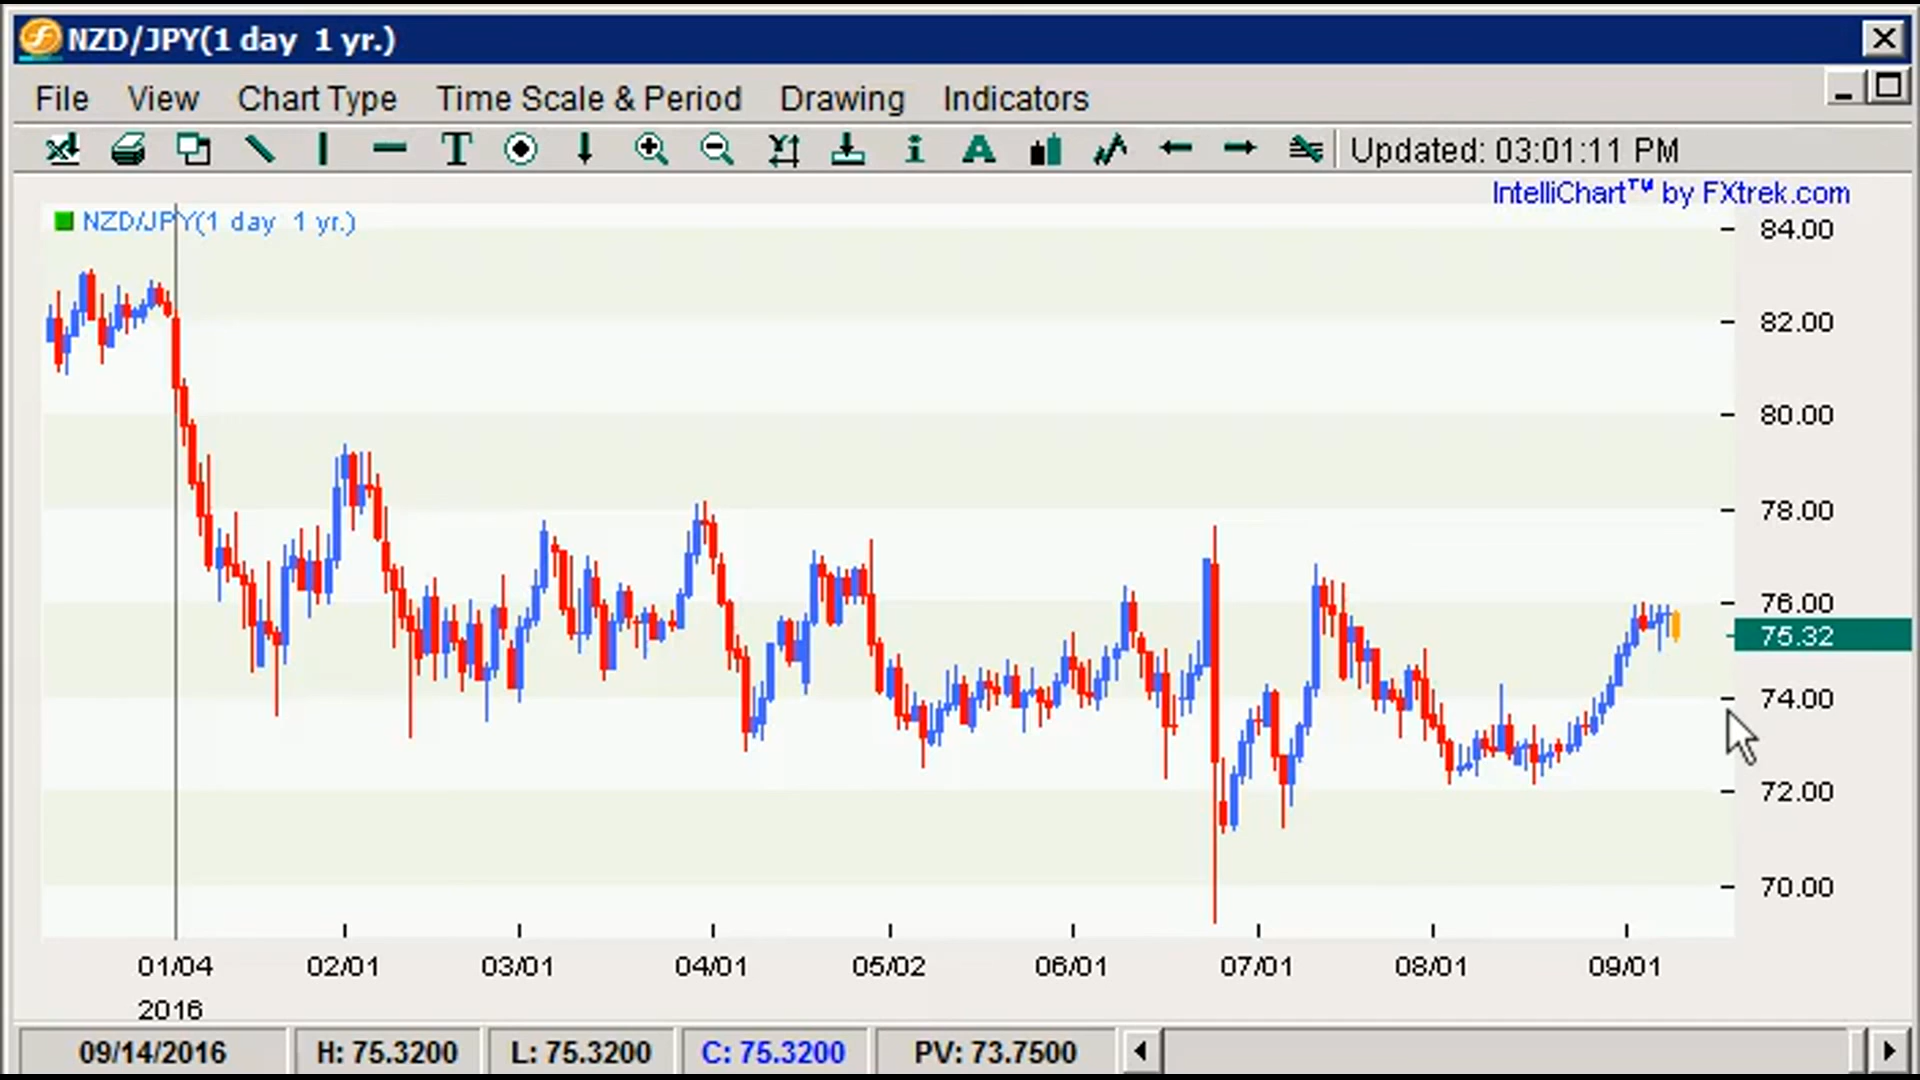 NZD/JPY(1 day 1 yr.)
File View Chart Type Time Scale & Period Drawing Indicators
T i A Updated: 03:01:11 PM
IntelliChart™ by FXtrek.com
NZD/JPY(1 day 1 yr.)
84.00
82.00
80.00
78.00
76.00
75.32
74.00
72.00
70.00
01/04 02/01 03/01 04/01 05/02 06/01 07/01 08/01 09/01
2016
09/14/2016 H: 75.3200 L: 75.3200 C: 75.3200 PV: 73.7500